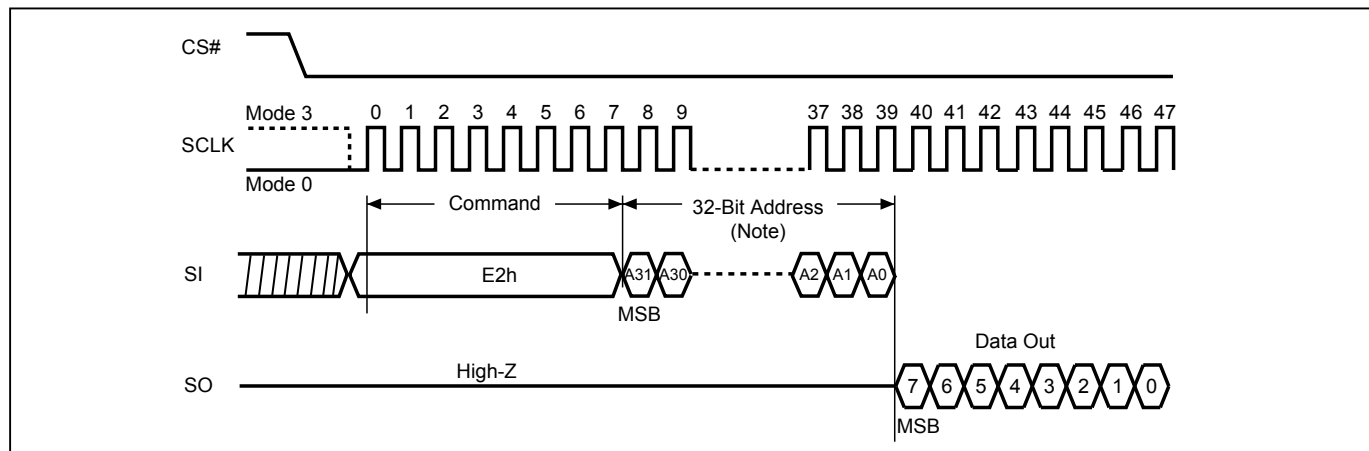 CS#
Mode 3
0 1 2 3 4 5 6 7 8 9 37 38 39 40 41 42 43 44 45 46 47
SCLK
Mode 0
Command
32-Bit Address
(Note)
SI
E2h
A31 A30 A2 A1 A0
MSB
Data Out
High-Z
SO
7 6 5 4 3 2 1 0
MSB